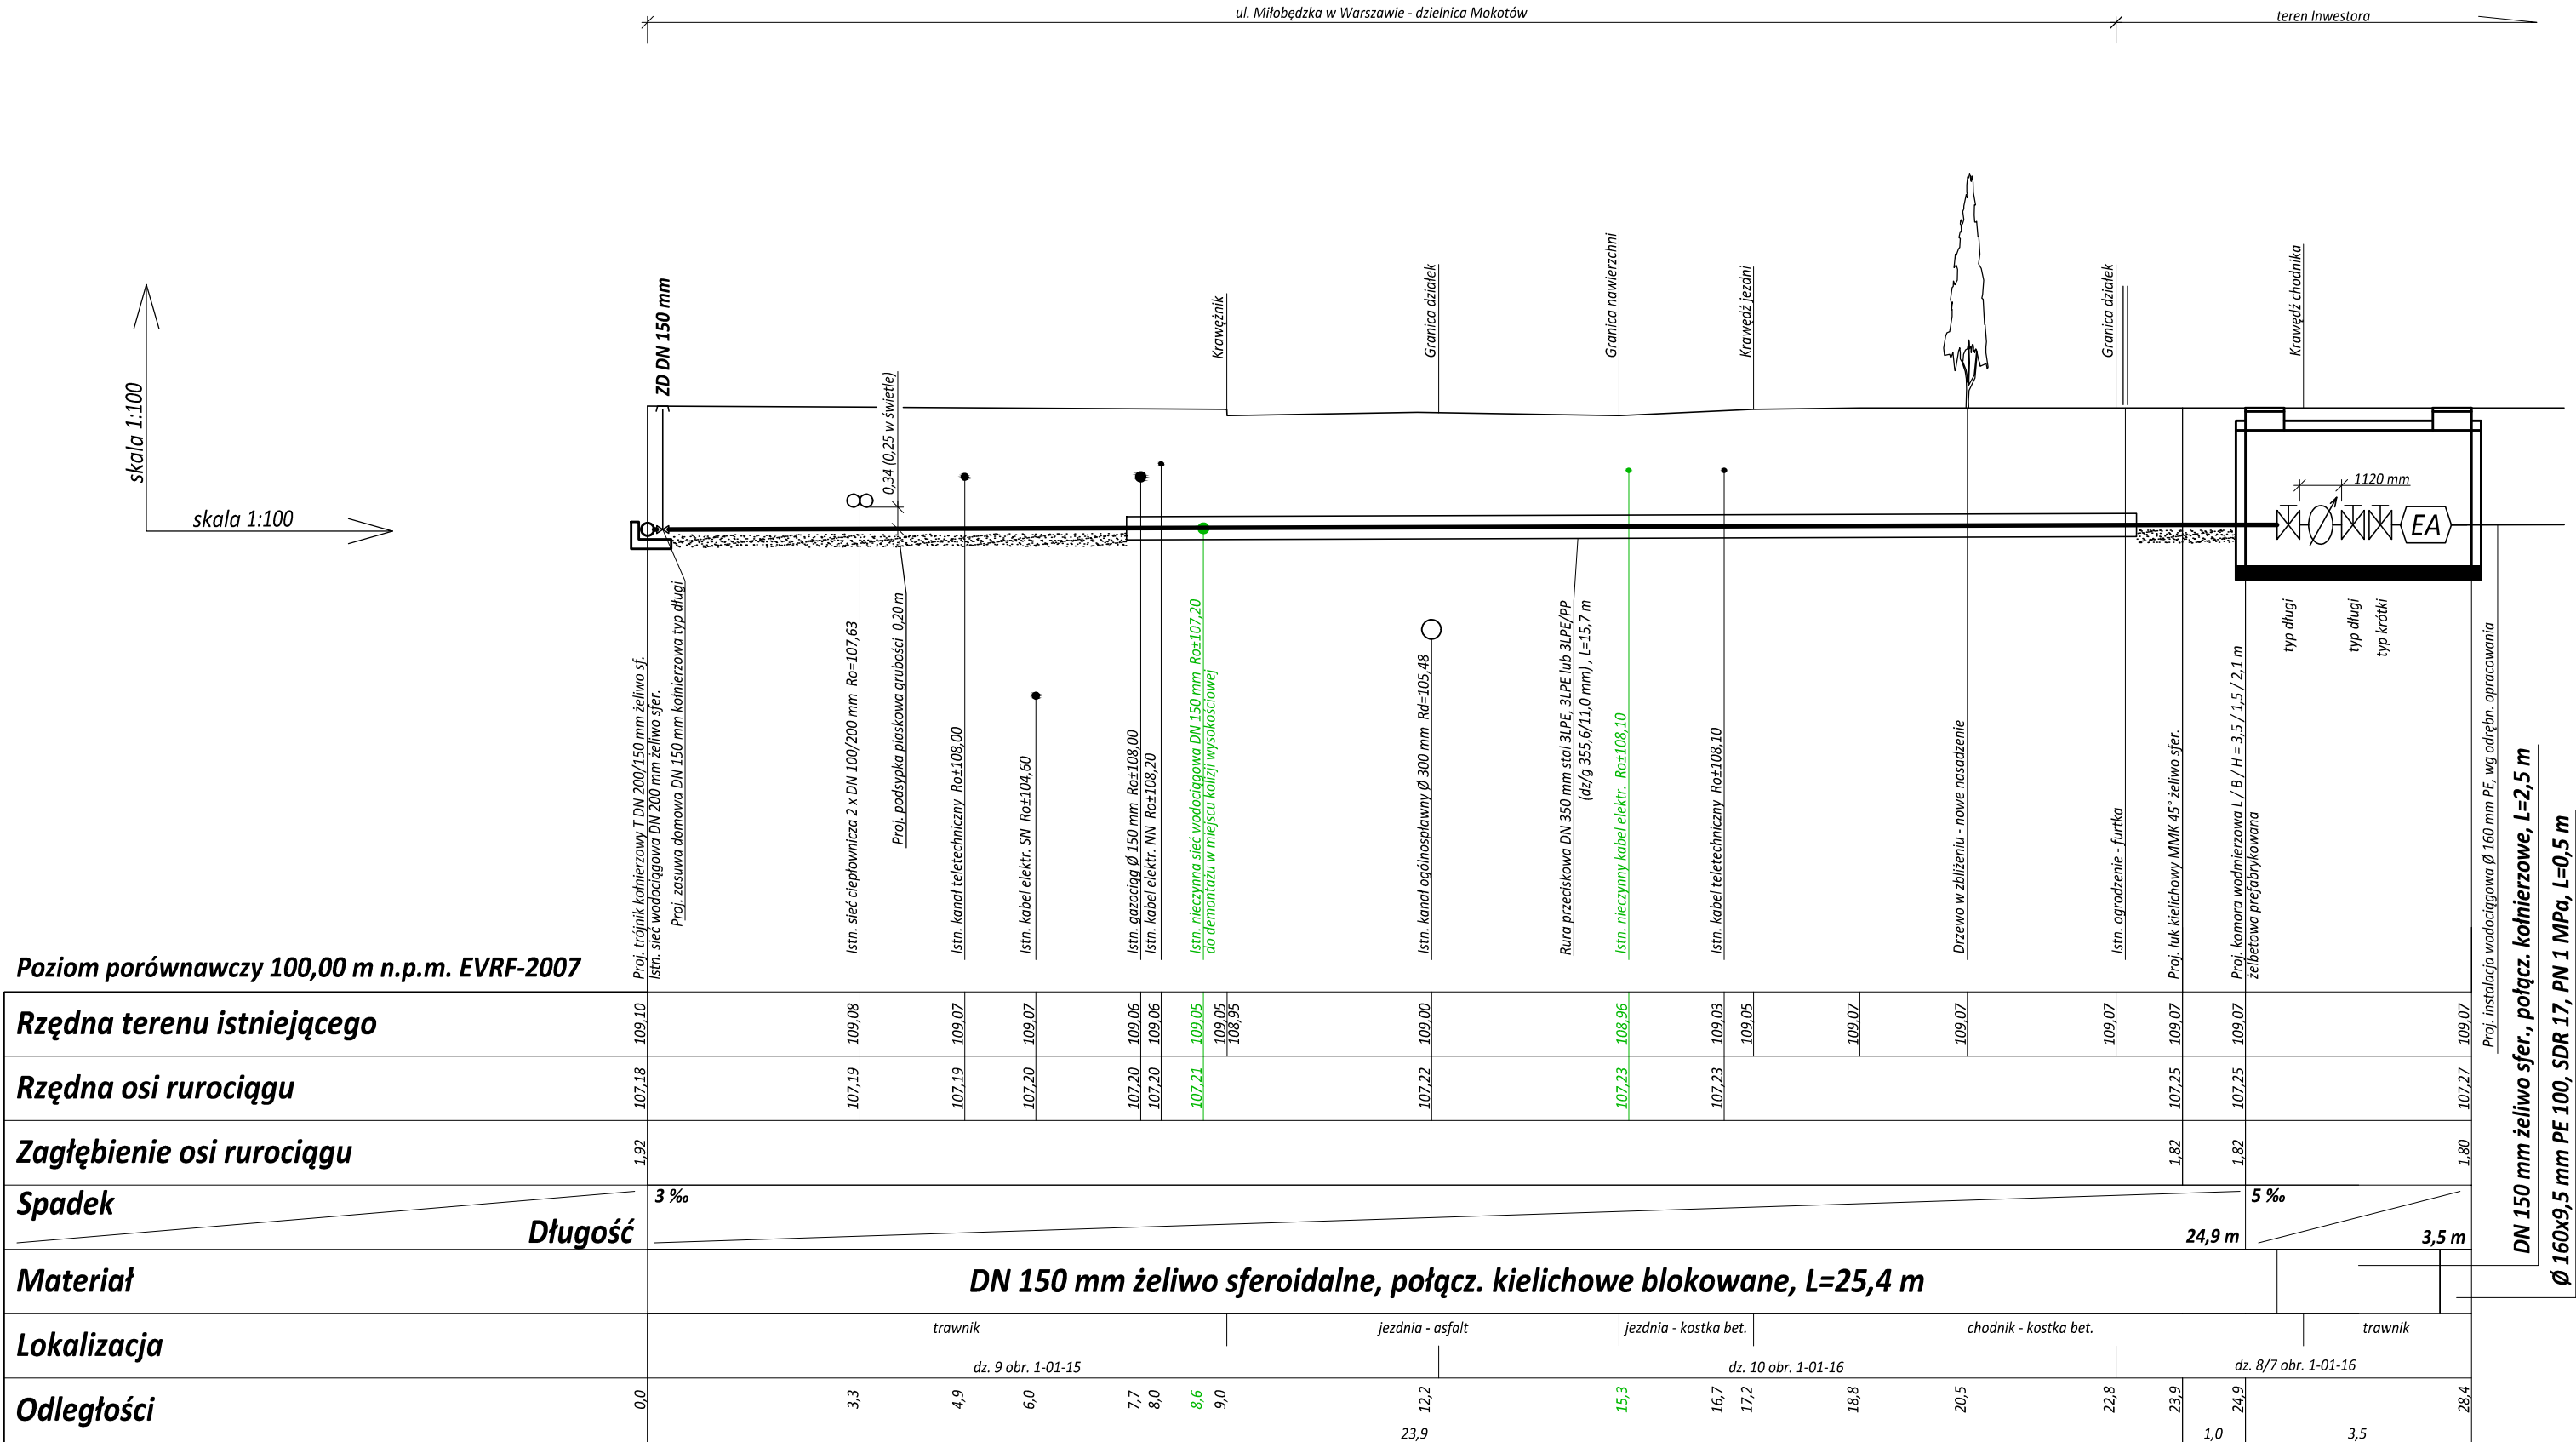 ul. Miłobędzka w Warszawie - dzielnica Mokotów
teren Inwestora
skala 1:100
skala 1:100
ZD DN 150 mm
0,34 (0,25 w świetle)
Krawężnik
Granica działek
Granica nawierzchni
Krawędź jezdni
Granica działek
Krawędź chodnika
1120 mm
EA
typ długi
typ długi
typ krótki
Proj. trójnik kołnierzowy T DN 200/150 mm żeliwo sf.
Istn. sieć wodociągowa DN 200 mm żeliwo sfer.
Proj. zasuwa domowa DN 150 mm kołnierzowa typ długi
Istn. sieć ciepłownicza 2 x DN 100/200 mm Ro=107,63
Proj. podsypka piaskowa grubości 0,20 m
Istn. kanał teletechniczny Ro±108,00
Istn. kabel elektr. SN Ro±104,60
Istn. gazociąg Ø 150 mm Ro±108,00
Istn. kabel elektr. NN Ro±108,20
Istn. nieczynna sieć wodociągowa DN 150 mm Ro±107,20
do demontażu w miejscu kolizji wysokościowej
Istn. kanał ogólnospławny Ø 300 mm Rd=105,48
Rura przeciskowa DN 350 mm stal 3LPE, 3LPE lub 3LPE/PP
(dz/g 355,6/11,0 mm) , L=15,7 m
Istn. nieczynny kabel elektr. Ro±108,10
Istn. kabel teletechniczny Ro±108,10
Drzewo w zbliżeniu - nowe nasadzenie
Istn. ogrodzenie - furtka
Proj. łuk kielichowy MMK 45° żeliwo sfer.
Proj. komora wodmierzowa L / B / H = 3,5 / 1,5 / 2,1 m
żelbetowa prefabrykowana
Proj. instalacja wodociągowa Ø 160 mm PE, wg odrębn. opracowania
DN 150 mm żeliwo sfer., połącz. kołnierzowe, L=2,5 m
Ø 160x9,5 mm PE 100, SDR 17, PN 1 MPa, L=0,5 m
Poziom porównawczy 100,00 m n.p.m. EVRF-2007
Rzędna terenu istniejącego
109,10 109,08 109,07 109,07 109,06 109,06 109,05 109,05 108,95 109,00 108,96 109,03 109,05 109,07 109,07 109,07 109,07 109,07 109,07
Rzędna osi rurociągu
107,18 107,19 107,19 107,20 107,20 107,20 107,21 107,22 107,23 107,23 107,25 107,25 107,27
Zagłębienie osi rurociągu
1,92 1,82 1,82 1,80
Spadek
3 ‰ 5 ‰
Długość
24,9 m 3,5 m
Materiał
DN 150 mm żeliwo sferoidalne, połącz. kielichowe blokowane, L=25,4 m
Lokalizacja
trawnik jezdnia - asfalt jezdnia - kostka bet. chodnik - kostka bet. trawnik
dz. 9 obr. 1-01-15 dz. 10 obr. 1-01-16 dz. 8/7 obr. 1-01-16
Odległości
0,0 3,3 4,9 6,0 7,7 8,0 8,6 9,0 12,2 15,3 16,7 17,2 18,8 20,5 22,8 23,9 24,9 28,4
23,9 1,0 3,5